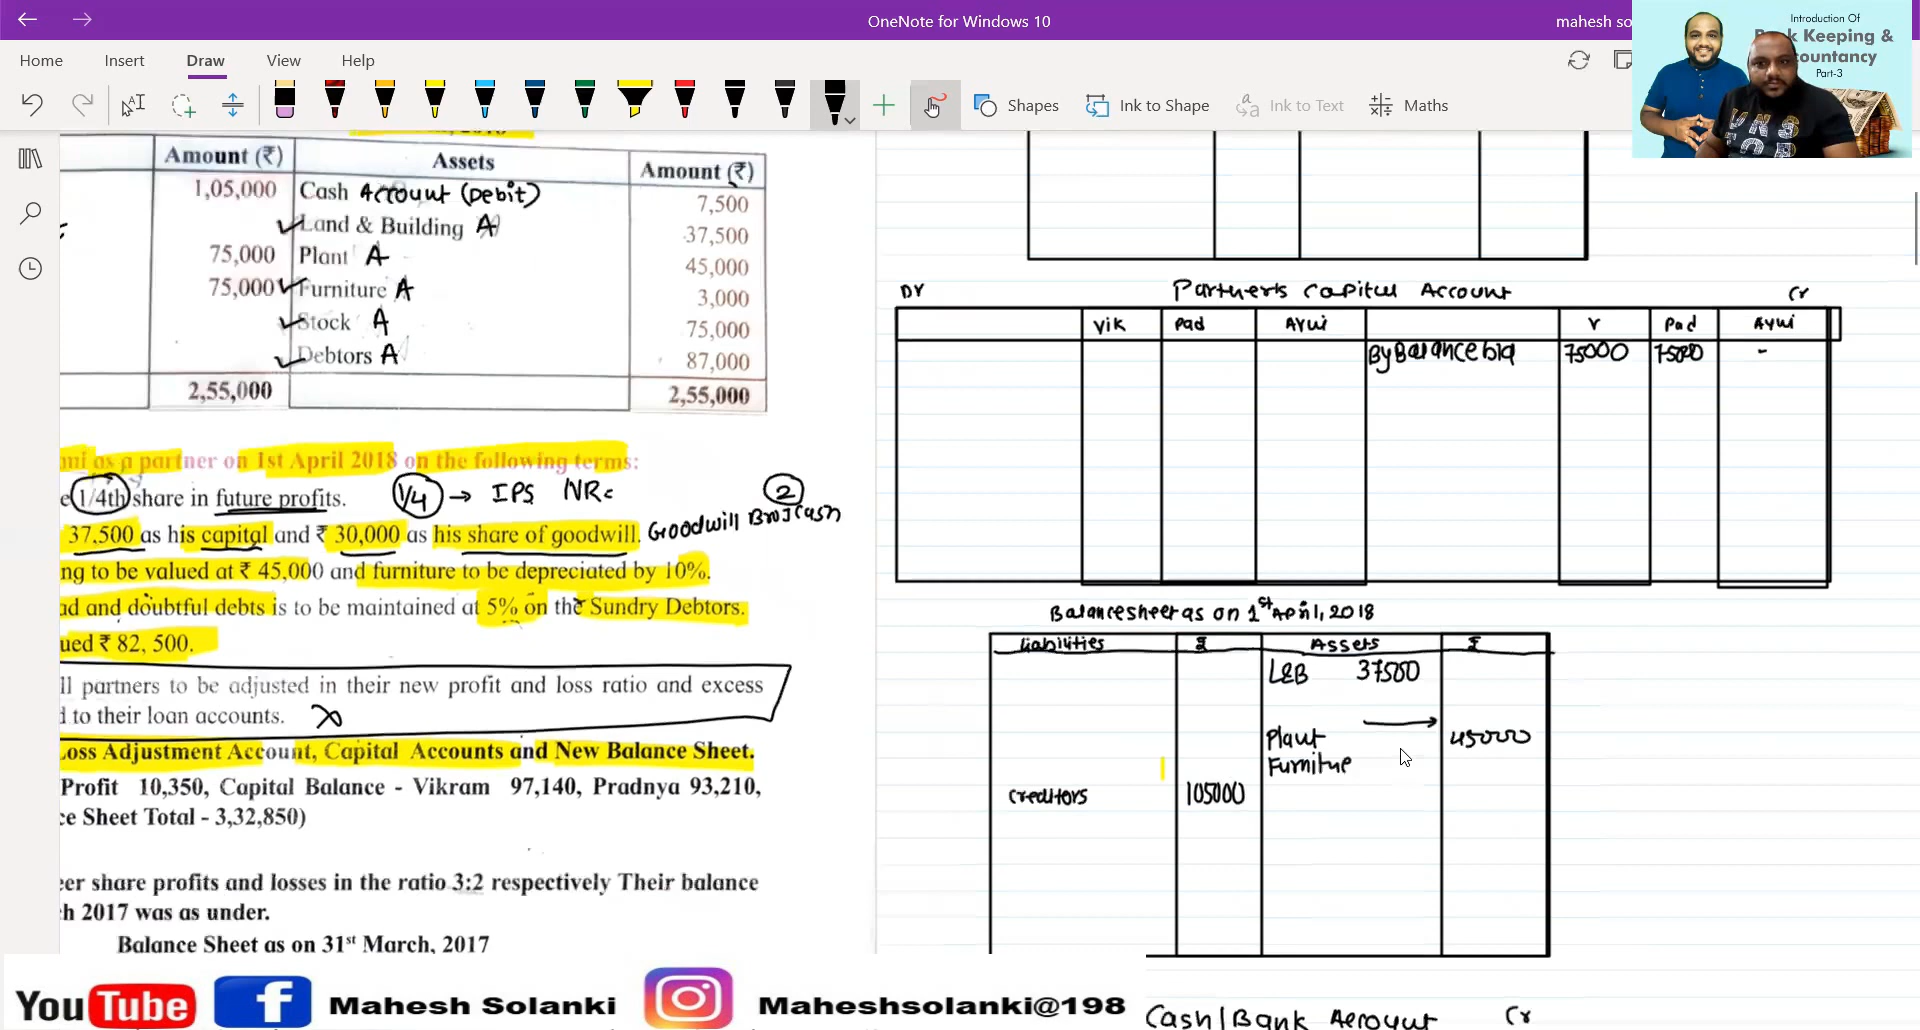 OneNote for Windows 10
mahesh so
Introduction Of
Keeping &
Part-3
Home Insert Draw View Help
Shapes Ink to Shape Ink to Text Maths
Amount (₹) Assets Amount (₹)
1,05,000 Cash Account (Debit) 7,500
Land & Building A 37,500
75,000 Plant A 45,000
75,000 Furniture A 3,000
Stock A 75,000
Debtors A 87,000
2,55,000 2,55,000
as a partner on 1st April 2018 on the following terms:
1/4th share in future profits. 1/4 → IPS NR 2
37,500 as his capital and ₹ 30,000 as his share of goodwill. Goodwill Bro Cash
ng to be valued at ₹ 45,000 and furniture to be depreciated by 10%.
ad and doubtful debts is to be maintained at 5% on the Sundry Debtors.
ued ₹ 82, 500.
ll partners to be adjusted in their new profit and loss ratio and excess
to their loan accounts.
Loss Adjustment Account, Capital Accounts and New Balance Sheet.
Profit 10,350, Capital Balance - Vikram 97,140, Pradnya 93,210,
ce Sheet Total - 3,32,850)
eer share profits and losses in the ratio 3:2 respectively Their balance
h 2017 was as under.
Balance Sheet as on 31st March, 2017
Dr Partners Capital Account Cr
Vik Pad Avni V Pad Avni
By Balance b/d 75000 75000 -
Balancesheet as on 1st April, 2018
Liabilities ₹ Assets ₹
L&B 37500
Plant → 45000
Furnitue
Creditors 105000
Cash/Bank Account Cr
YouTube f Mahesh Solanki Maheshsolanki@198